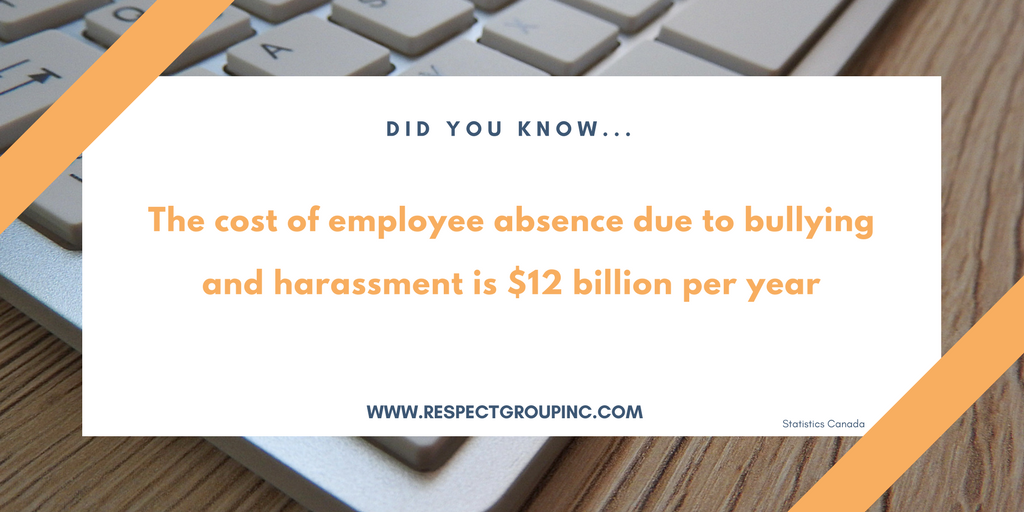 DID YOU KNOW...
The cost of employee absence due to bullying
and harassment is $12 billion per year
WWW.RESPECTGROUPINC.COM
Statistics Canada